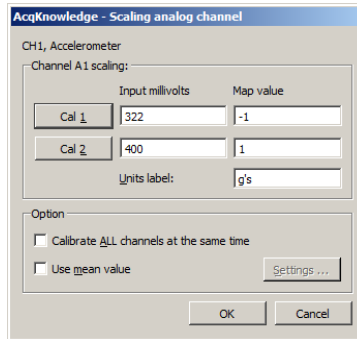 AcqKnowledge - Scaling analog channel
CH1, Accelerometer
Channel A1 scaling:
Input millivolts Map value
Cal 1 322 -1
Cal 2 400 1
Units label: g's
Option
Calibrate ALL channels at the same time
Use mean value Settings ...
OK Cancel